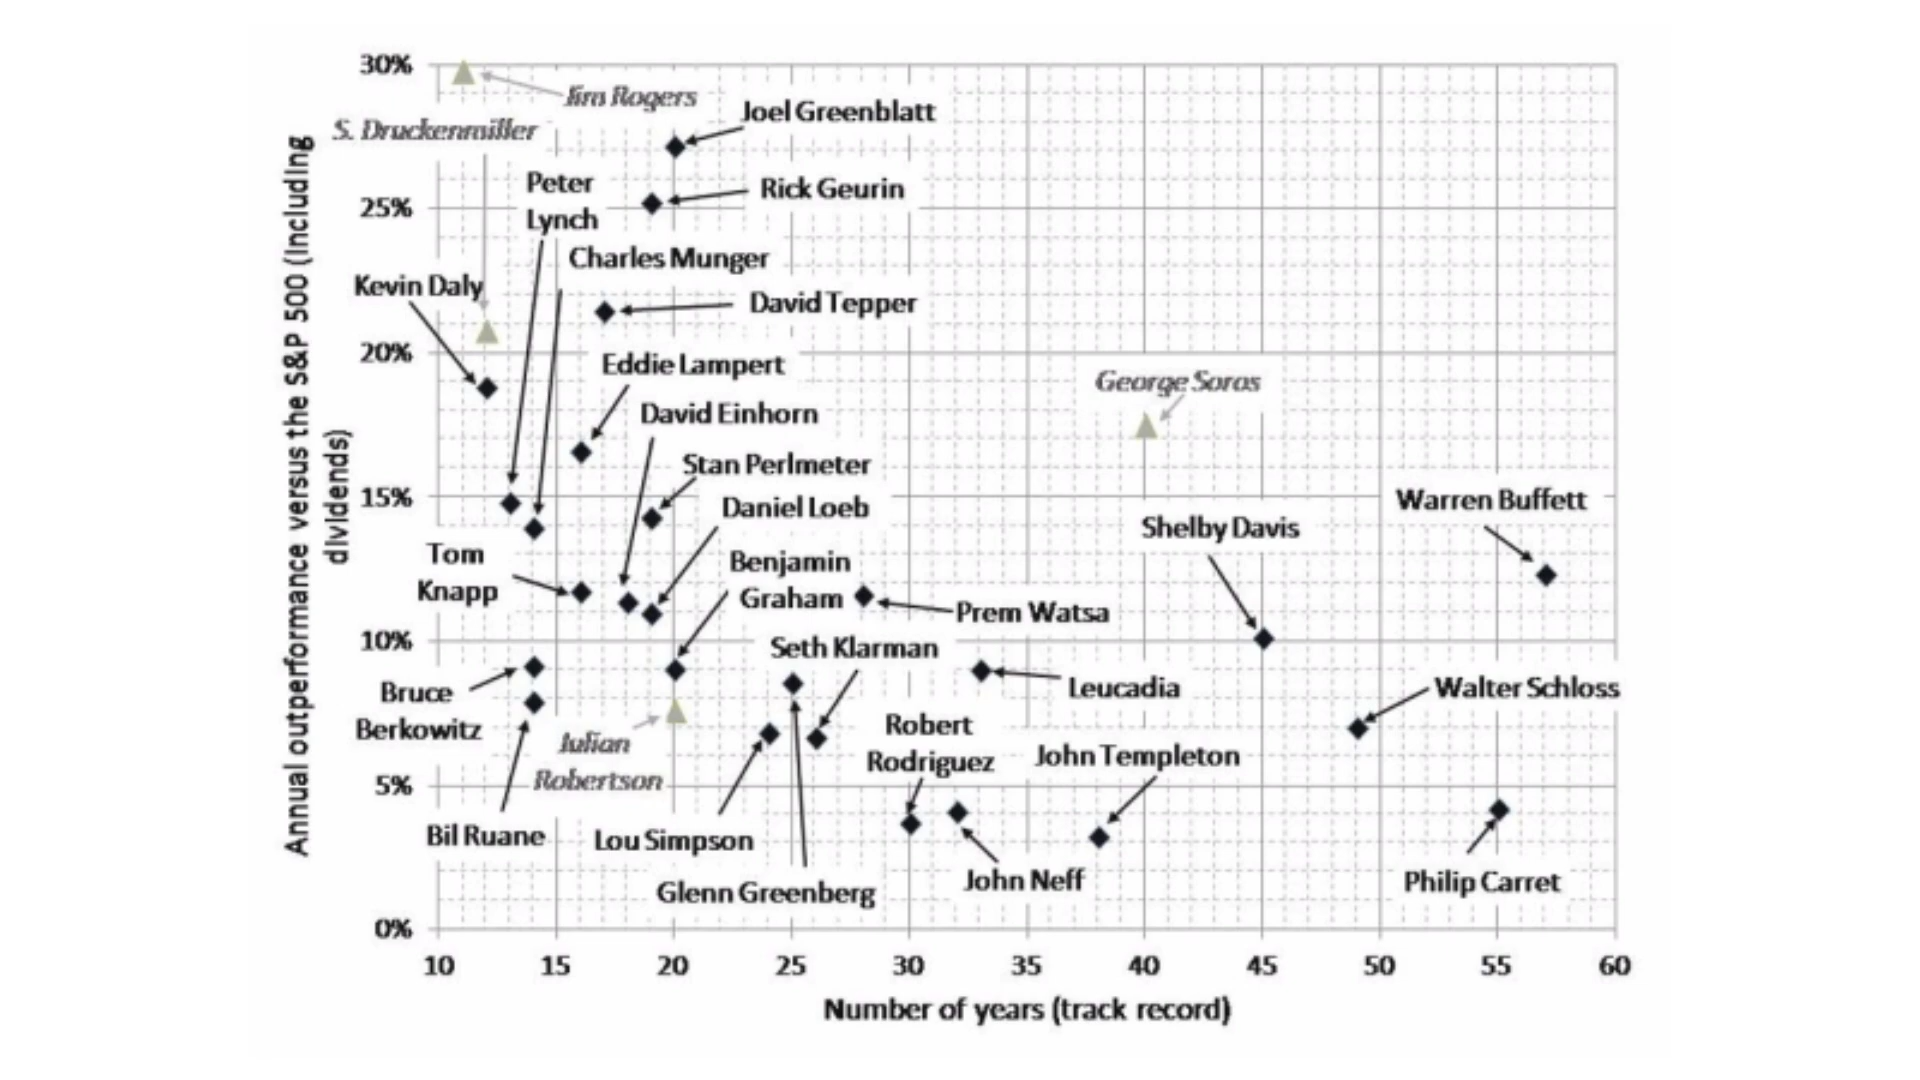 30%
Jim Rogers
Joel Greenblatt
S. Druckenmiller
Peter
Lynch
Rick Geurin
25%
Charles Munger
Kevin Daly
David Tepper
20%
Eddie Lampert
George Soros
David Einhorn
Stan Perlmeter
15%
Daniel Loeb
Warren Buffett
Shelby Davis
Tom
Knapp
Benjamin
Graham
Prem Watsa
10%
Seth Klarman
Bruce
Berkowitz
Leucadia
Walter Schloss
Robert
Rodriguez
Julian
Robertson
John Templeton
5%
Bil Ruane
Lou Simpson
Glenn Greenberg
John Neff
Philip Carret
0%
10 15 20 25 30 35 40 45 50 55 60
Number of years (track record)
Annual outperformance versus the S&P 500 (Including
dividends)